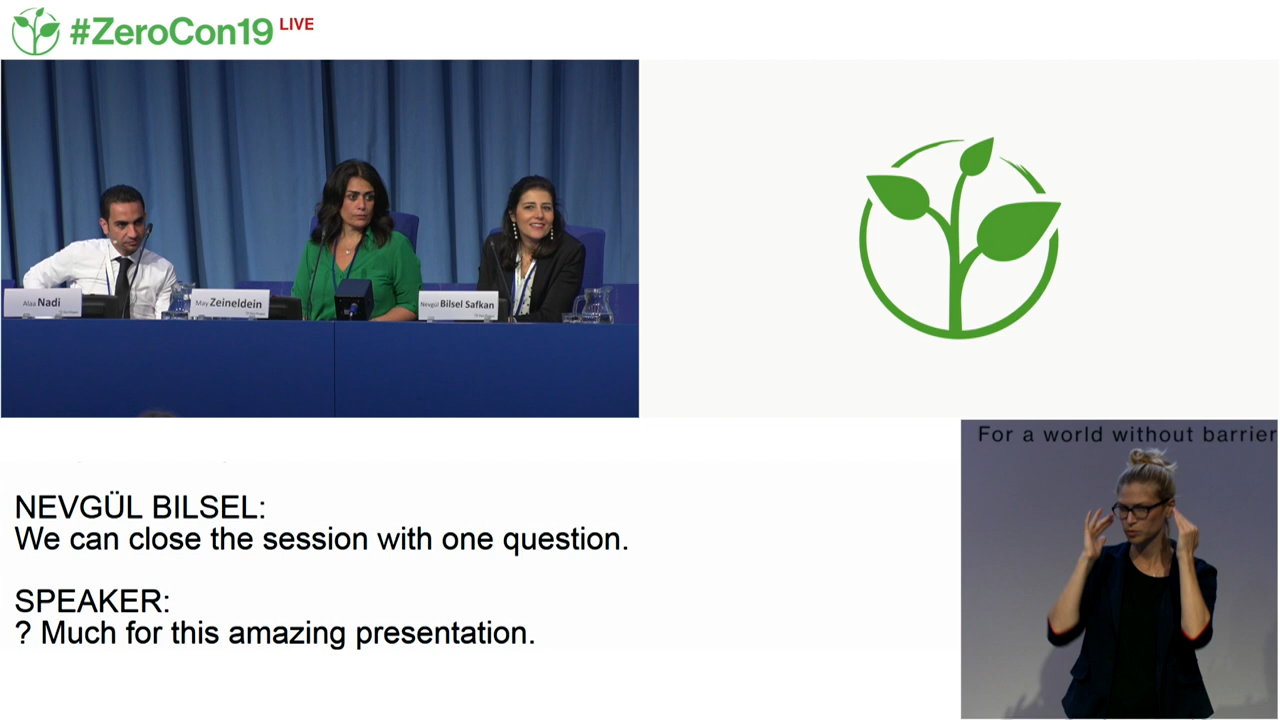 #ZeroCon19 LIVE
Alaa Nadi
May Zeineldein
Nevgül Bilsel Safkan
For a world without barrier
NEVGÜL BILSEL:
We can close the session with one question.
SPEAKER:
? Much for this amazing presentation.